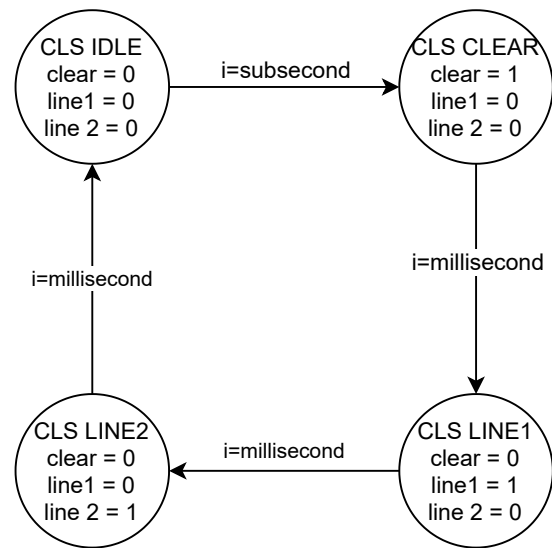 CLS IDLE
clear = 0
line1 = 0
line 2 = 0
i=subsecond
CLS CLEAR
clear = 1
line1 = 0
line 2 = 0
i=millisecond
i=millisecond
CLS LINE2
clear = 0
line1 = 0
line 2 = 1
i=millisecond
CLS LINE1
clear = 0
line1 = 1
line 2 = 0